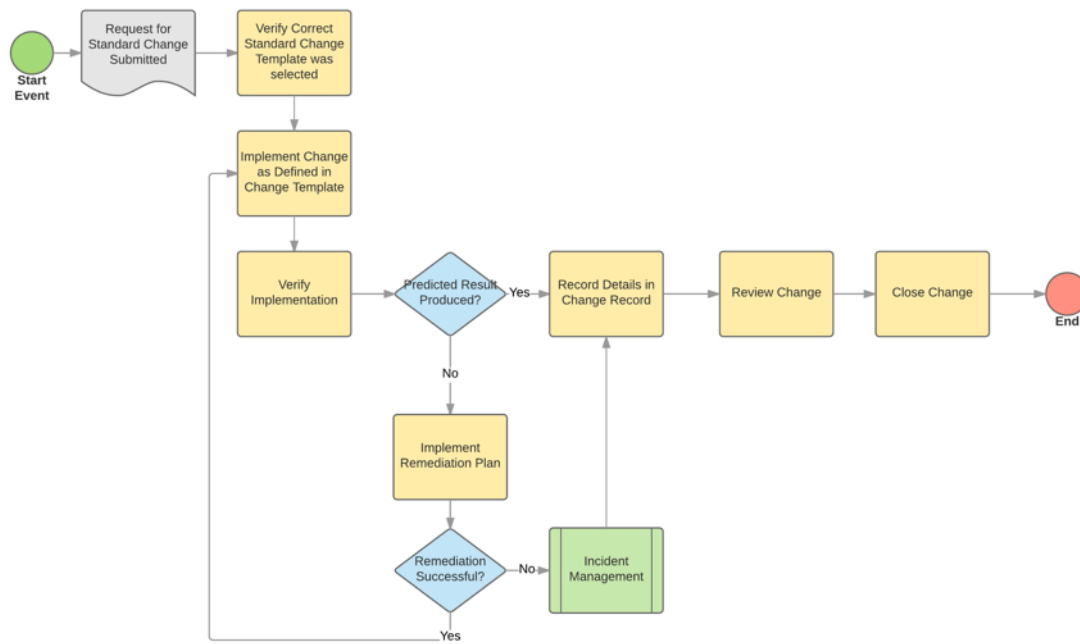 Request for
Standard Change
Submitted
Verify Correct
Standard Change
Template was
selected
Start
Event
Implement Change
as Defined in
Change Template
Verify
Implementation
Predicted Result
Produced?
Yes
Record Details in
Change Record
Review Change
Close Change
End
No
Implement
Remediation Plan
Remediation
Successful?
No
Incident
Management
Yes